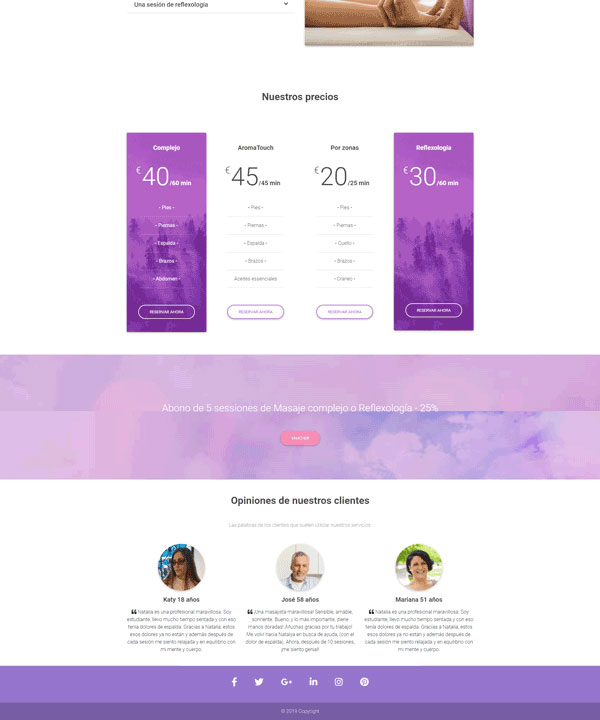 Una sesión de reflexología
Nuestros precios
Complejo
€40/60 min
- Pies -
- Piernas -
- Espalda -
- Brazos -
- Abdomen -
RESERVAR AHORA
AromaTouch
€45/45 min
- Pies -
- Piernas -
- Espalda -
- Brazos -
Aceites essenciales
RESERVAR AHORA
Por zonas
€20/25 min
- Pies -
- Piernas -
- Cuello -
- Brazos -
- Craneo -
RESERVAR AHORA
Reflexología
€30/60 min
RESERVAR AHORA
Abono de 5 sessiones de Masaje complejo o Reflexología - 25%
Opiniones de nuestros clientes
Las palabras de los clientes que suelen utilizar nuestros servicios
Katy 18 años
❝ Natalia es una profesional maravillosa. Soy
estudiante, llevo mucho tiempo sentada y con eso
tenía dolores de espalda. Gracias a Natalia, estos
esos dolores ya no están y además después de
cada sesión me siento relajada y en equilibrio con
mi mente y cuerpo.
José 58 años
❝ ¡Una masajista maravillosa! Sensible, amable,
sonriente. Bueno, y lo más importante, ¡tiene
manos doradas! ¡Muchas gracias por tu trabajo!
Me volví hacia Natalya en busca de ayuda, (con el
dolor de espalda). Ahora, después de 10 sesiones,
¡me siento genial!
Mariana 51 años
❝ Natalia es una profesional maravillosa. Soy
estudiante, llevo mucho tiempo sentada y con eso
tenía dolores de espalda. Gracias a Natalia, estos
esos dolores ya no están y además después de
cada sesión me siento relajada y en equilibrio con
mi mente y cuerpo.
© 2019 Copyright